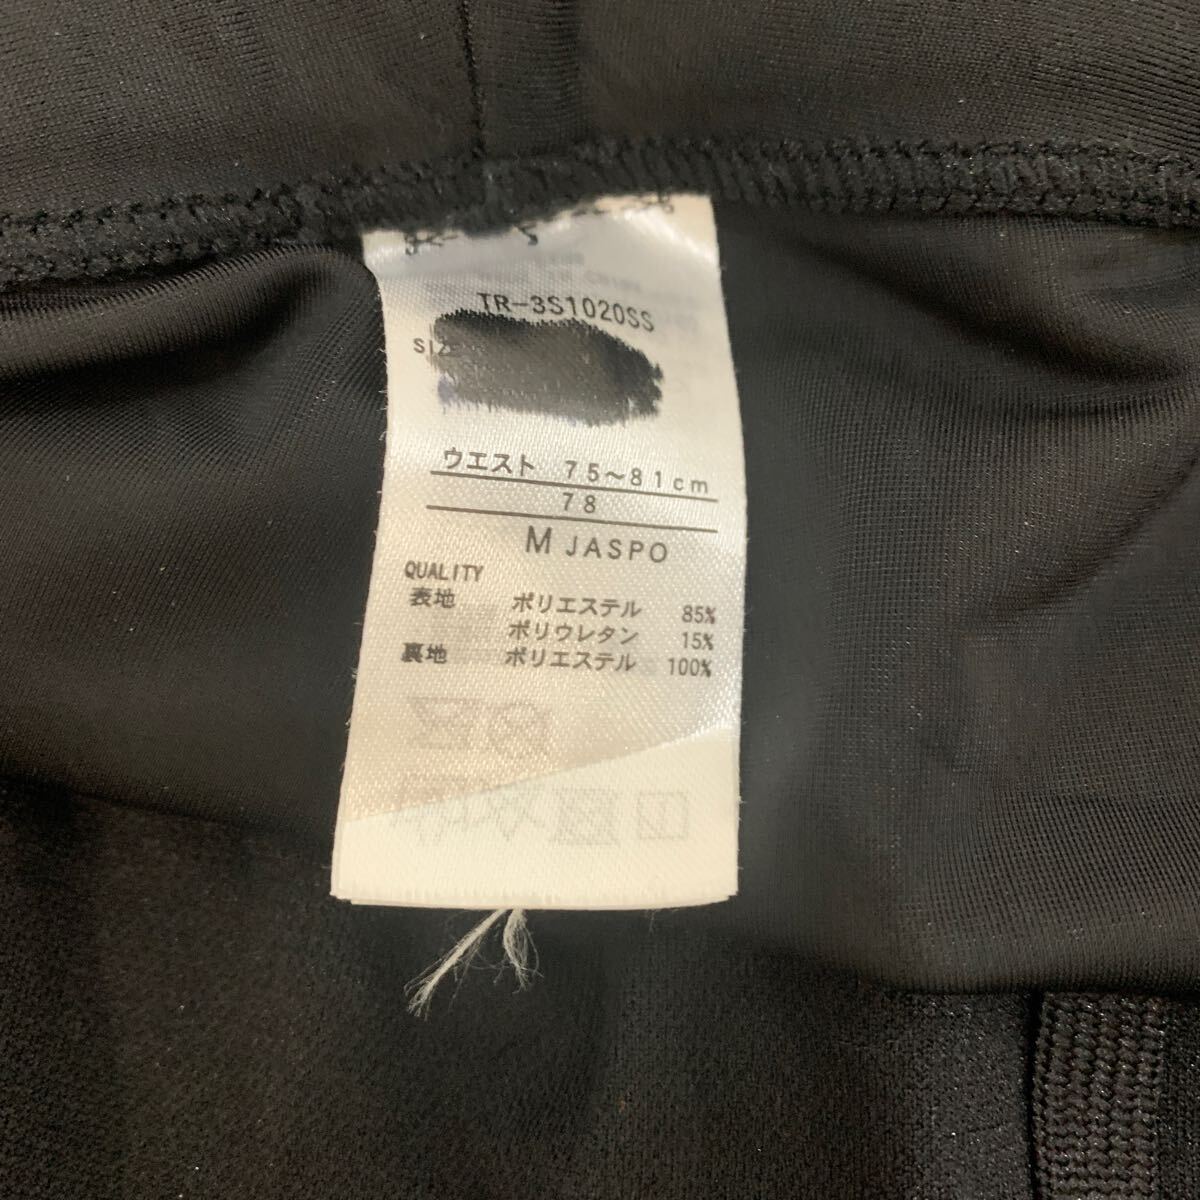 TR-3S1020SS
ウエスト 75～81cm
78
M JASPO
QUALITY
表地 ポリエステル 85%
ポリウレタン 15%
裏地 ポリエステル 100%